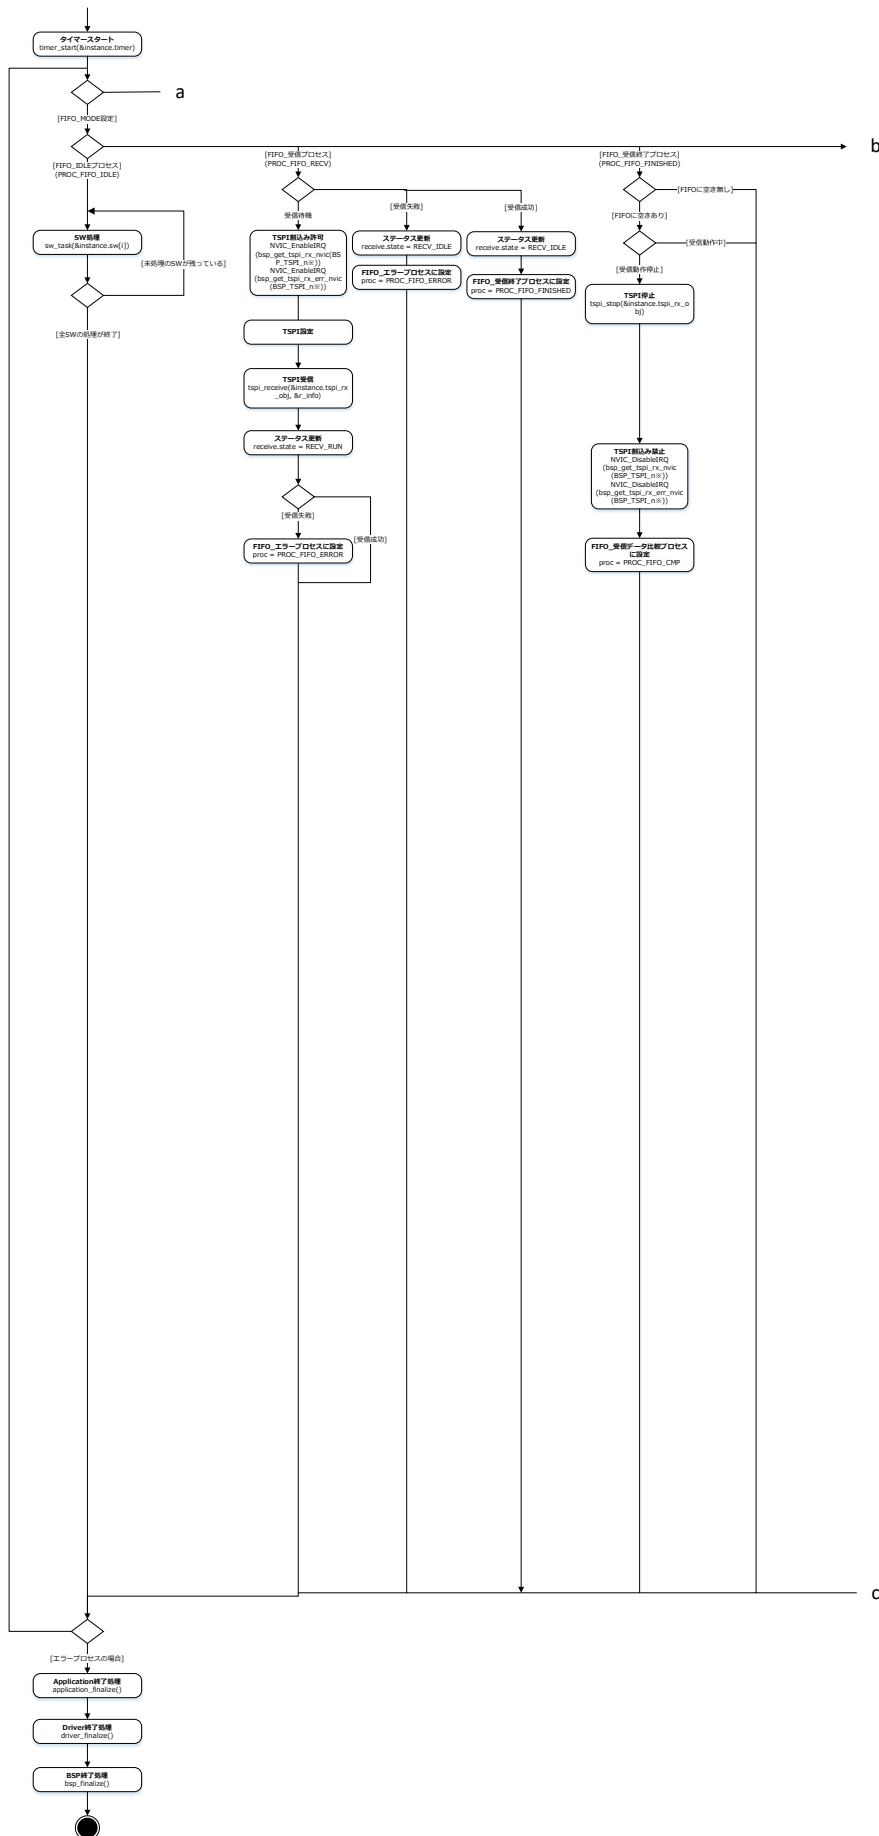 タイマースタート
timer_start(&instance.timer)
a
[FIFO_MODE設定]
b
[FIFO_IDLEプロセス]
(PROC_FIFO_IDLE)
SW処理
sw_task(&instance.sw[i])
[未処理のSWが残っている]
[全SWの処理が終了]
[FIFO_受信プロセス]
(PROC_FIFO_RECV)
受信待機
TSPI割込み許可
NVIC_EnableIRQ
(bsp_get_tspi_rx_nvic(BS
P_TSPI_n※))
NVIC_EnableIRQ
(bsp_get_tspi_rx_err_nvic
(BSP_TSPI_n※))
TSPI設定
TSPI受信
tspi_receive(&instance.tspi_rx
_obj, &r_info)
ステータス更新
receive.state = RECV_RUN
[受信失敗]
[受信成功]
FIFO_エラープロセスに設定
proc = PROC_FIFO_ERROR
[受信失敗]
ステータス更新
receive.state = RECV_IDLE
FIFO_エラープロセスに設定
proc = PROC_FIFO_ERROR
[受信成功]
ステータス更新
receive.state = RECV_IDLE
FIFO_受信終了プロセスに設定
proc = PROC_FIFO_FINISHED
[FIFO_受信終了プロセス]
(PROC_FIFO_FINISHED)
[FIFOに空き無し]
[FIFOに空きあり]
[受信動作中]
[受信動作停止]
TSPI停止
tspi_stop(&instance.tspi_rx_o
bj)
TSPI割込み禁止
NVIC_DisableIRQ
(bsp_get_tspi_rx_nvic
(BSP_TSPI_n※))
NVIC_DisableIRQ
(bsp_get_tspi_rx_err_nvic
(BSP_TSPI_n※))
FIFO_受信データ比較プロセス
に設定
proc = PROC_FIFO_CMP
c
[エラープロセスの場合]
Application終了処理
application_finalize()
Driver終了処理
driver_finalize()
BSP終了処理
bsp_finalize()